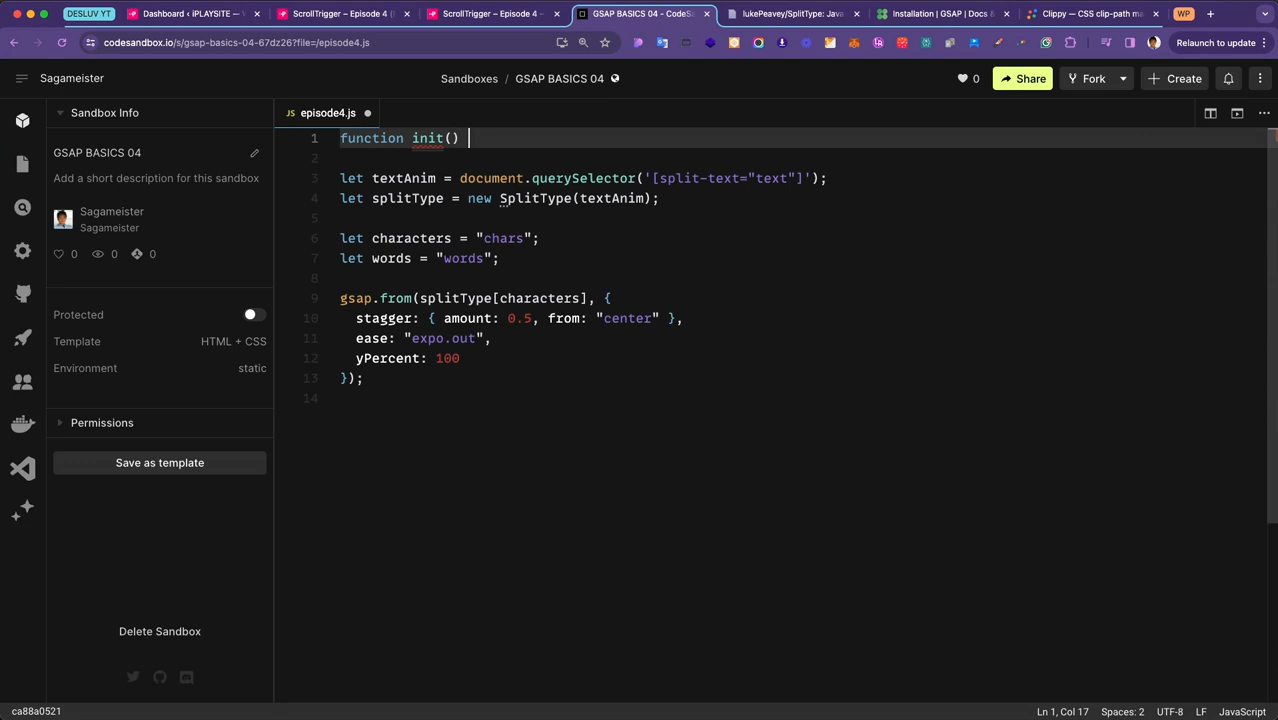 DESLUV YT
Dashboard ‹ iPLAYSITE —
ScrollTrigger – Episode 4 (
ScrollTrigger – Episode 4
GSAP BASICS 04 - CodeS
lukePeavey/SplitType: Java
Installation | GSAP | Docs &
Clippy — CSS clip-path ma
WP
codesandbox.io/s/gsap-basics-04-67dz26?file=/episode4.js
Relaunch to update
Sagameister
Sandboxes > GSAP BASICS 04
0
Share
Fork
Create
Sandbox Info
JS episode4.js
GSAP BASICS 04
Add a short description for this sandbox
Sagameister
Sagameister
0 0 0
Protected
Template HTML + CSS
Environment static
Permissions
Save as template
Delete Sandbox
1 function init()
2
3 let textAnim = document.querySelector('[split-text="text"]');
4 let splitType = new SplitType(textAnim);
5
6 let characters = "chars";
7 let words = "words";
8
9 gsap.from(splitType[characters], {
10 stagger: { amount: 0.5, from: "center" },
11 ease: "expo.out",
12 yPercent: 100
13 });
14
ca88a0521
Ln 1, Col 17 Spaces: 2 UTF-8 LF JavaScript